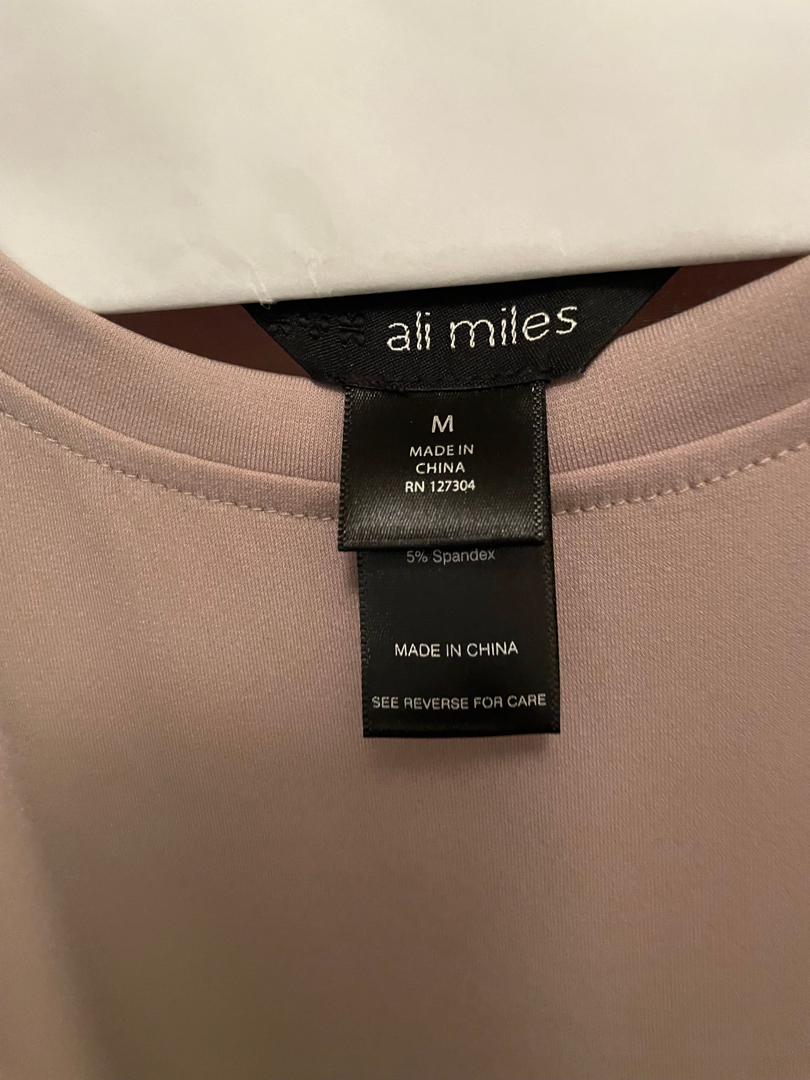 ali miles
M
MADE IN
CHINA
RN 127304
5% Spandex
MADE IN CHINA
SEE REVERSE FOR CARE